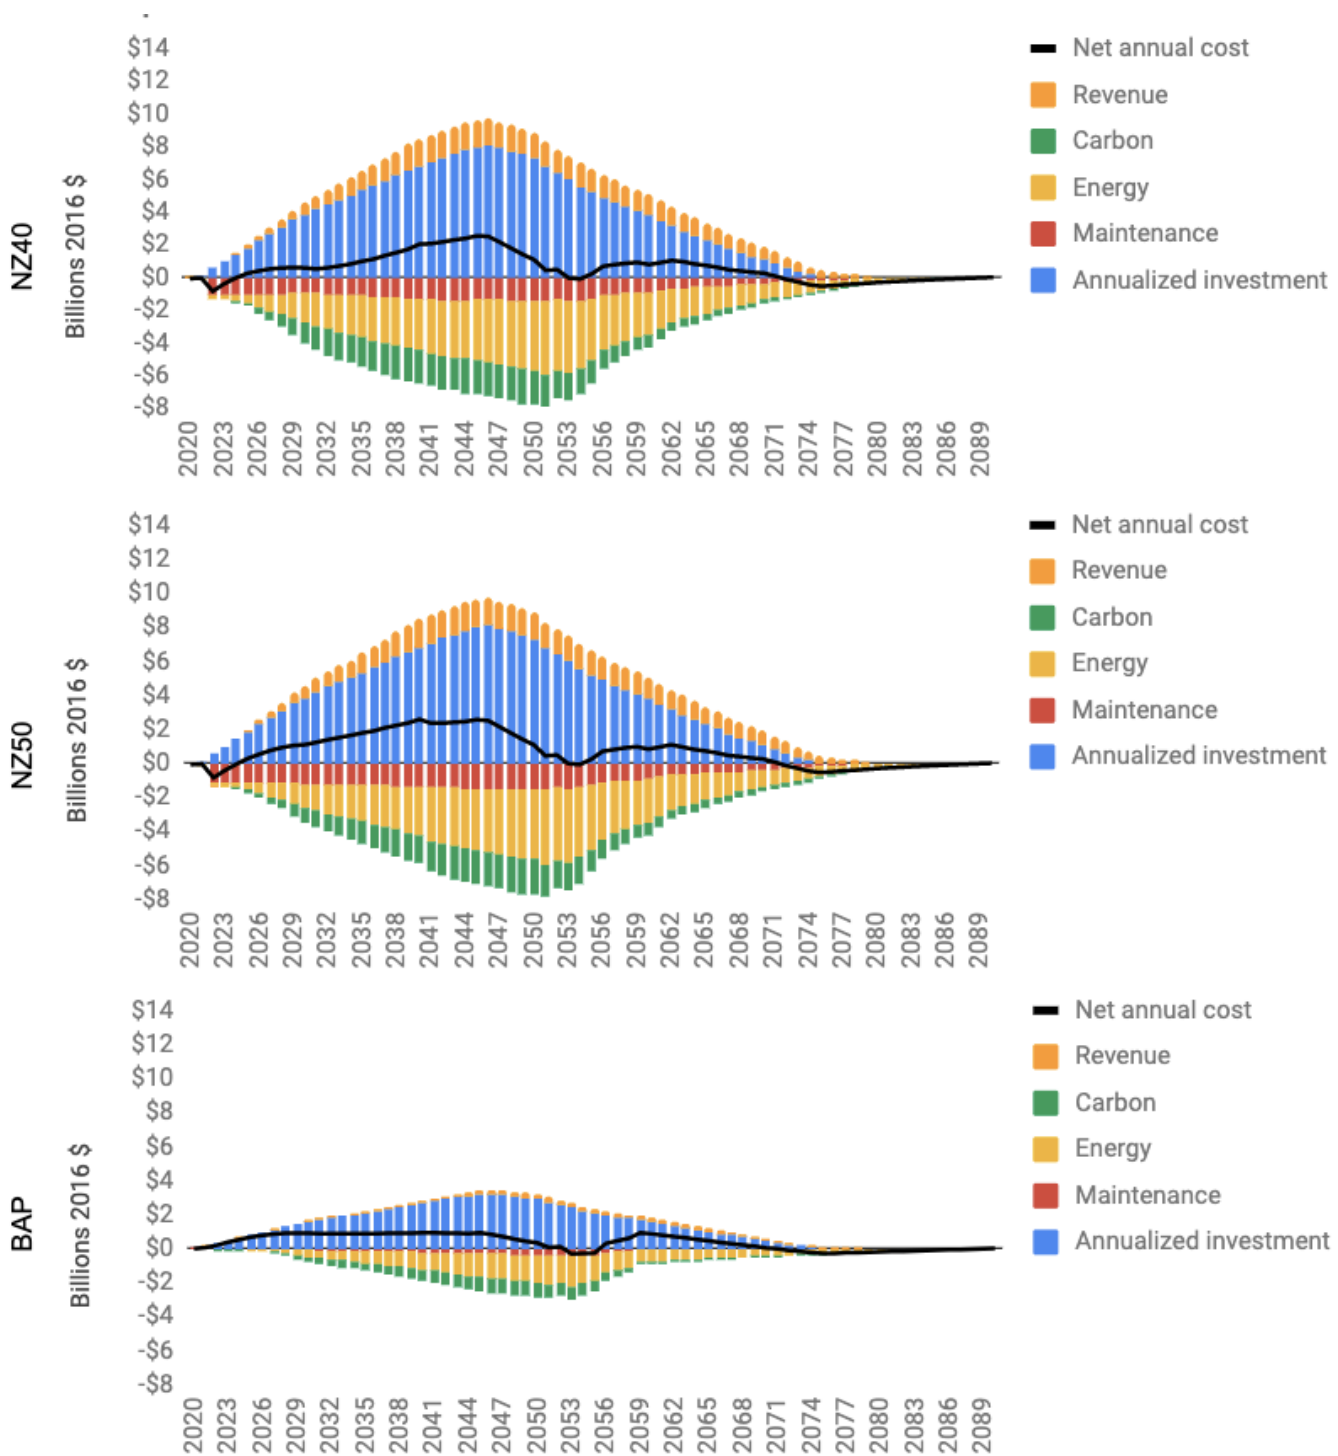 NZ40
Billions 2016 $
$14
$12
$10
$8
$6
$4
$2
$0
-$2
-$4
-$6
-$8
2020 2023 2026 2029 2032 2035 2038 2041 2044 2047 2050 2053 2056 2059 2062 2065 2068 2071 2074 2077 2080 2083 2086 2089
Net annual cost
Revenue
Carbon
Energy
Maintenance
Annualized investment
NZ50
Billions 2016 $
$14
$12
$10
$8
$6
$4
$2
$0
-$2
-$4
-$6
-$8
2020 2023 2026 2029 2032 2035 2038 2041 2044 2047 2050 2053 2056 2059 2062 2065 2068 2071 2074 2077 2080 2083 2086 2089
Net annual cost
Revenue
Carbon
Energy
Maintenance
Annualized investment
BAP
Billions 2016 $
$14
$12
$10
$8
$6
$4
$2
$0
-$2
-$4
-$6
-$8
2020 2023 2026 2029 2032 2035 2038 2041 2044 2047 2050 2053 2056 2059 2062 2065 2068 2071 2074 2077 2080 2083 2086 2089
Net annual cost
Revenue
Carbon
Energy
Maintenance
Annualized investment